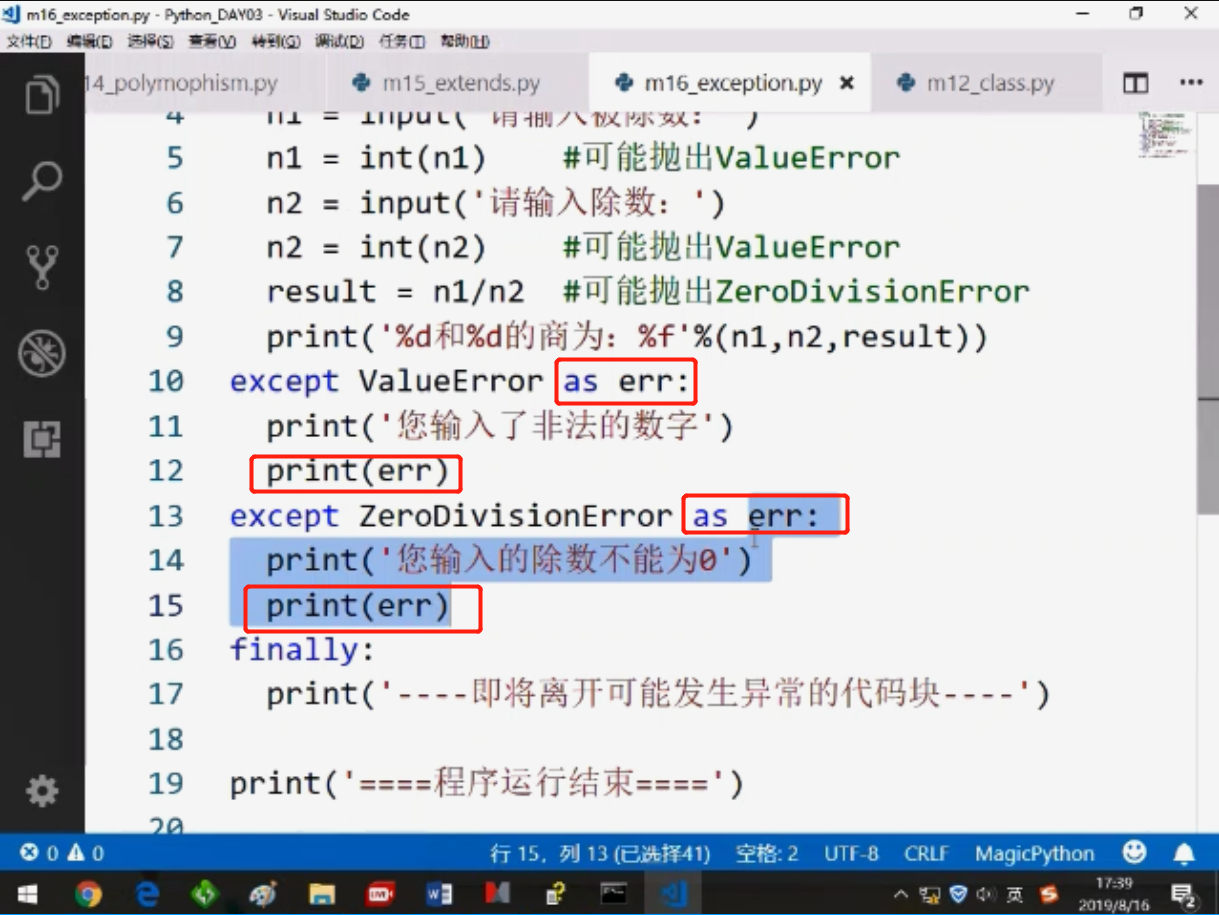 m16_exception.py - Python_DAY03 - Visual Studio Code
文件(F) 编辑(E) 选择(S) 查看(V) 转到(G) 调试(D) 任务(T) 帮助(H)
14_polymophism.py m15_extends.py m16_exception.py m12_class.py
4 n1 = input('请输入被除数: ')
5 n1 = int(n1) #可能抛出ValueError
6 n2 = input('请输入除数: ')
7 n2 = int(n2) #可能抛出ValueError
8 result = n1/n2 #可能抛出ZeroDivisionError
9 print('%d和%d的商为: %f'%(n1,n2,result))
10 except ValueError as err:
11 print('您输入了非法的数字')
12 print(err)
13 except ZeroDivisionError as err:
14 print('您输入的除数不能为0')
15 print(err)
16 finally:
17 print('----即将离开可能发生异常的代码块----')
18
19 print('====程序运行结束====')
20
0 0 行 15，列 13 (已选择41) 空格: 2 UTF-8 CRLF MagicPython
英 17:39
2019/8/16 2